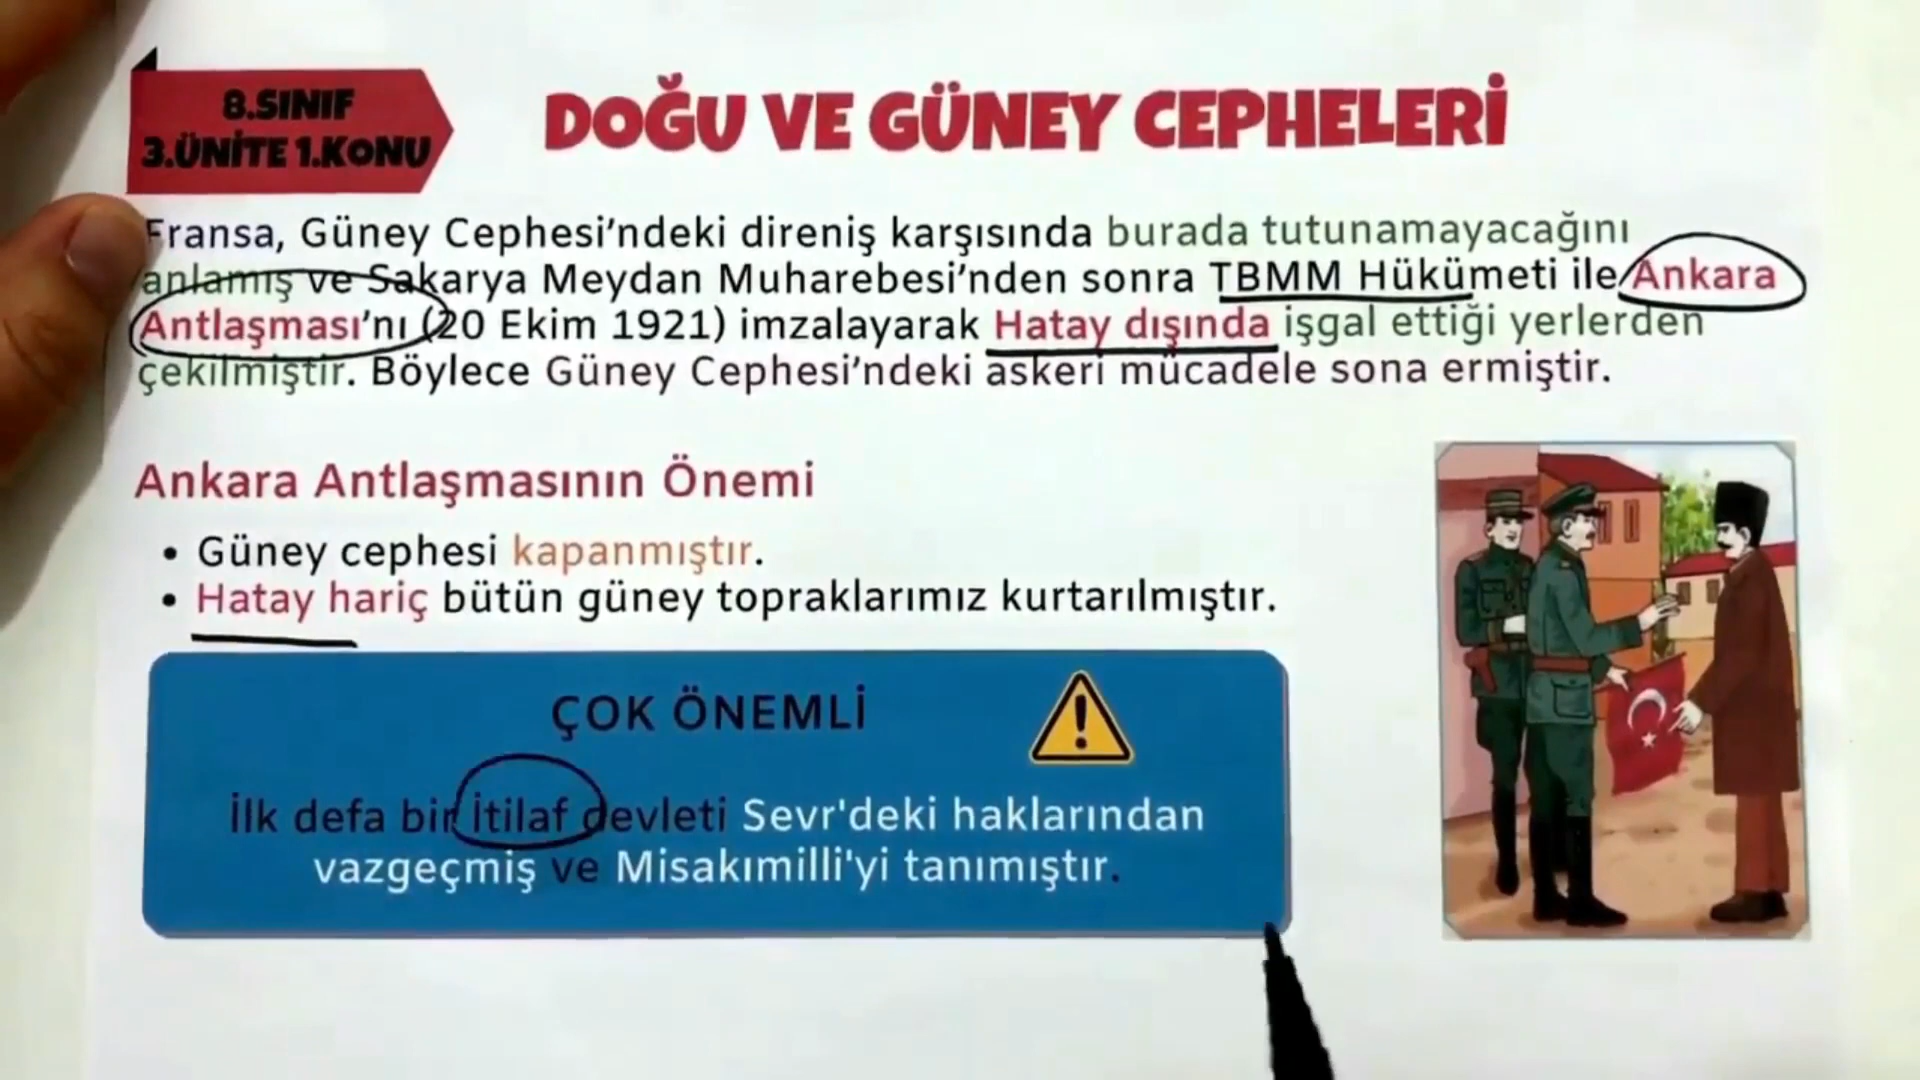 8.SINIF
3.ÜNİTE 1.KONU
DOĞU VE GÜNEY CEPHELERİ
Fransa, Güney Cephesi'ndeki direniş karşısında burada tutunamayacağını
anlamış ve Sakarya Meydan Muharebesi'nden sonra TBMM Hükümeti ile Ankara
Antlaşması'nı (20 Ekim 1921) imzalayarak Hatay dışında işgal ettiği yerlerden
çekilmiştir. Böylece Güney Cephesi'ndeki askeri mücadele sona ermiştir.
Ankara Antlaşmasının Önemi
• Güney cephesi kapanmıştır.
• Hatay hariç bütün güney topraklarımız kurtarılmıştır.
ÇOK ÖNEMLİ
İlk defa bir İtilaf devleti Sevr'deki haklarından
vazgeçmiş ve Misakımilli'yi tanımıştır.